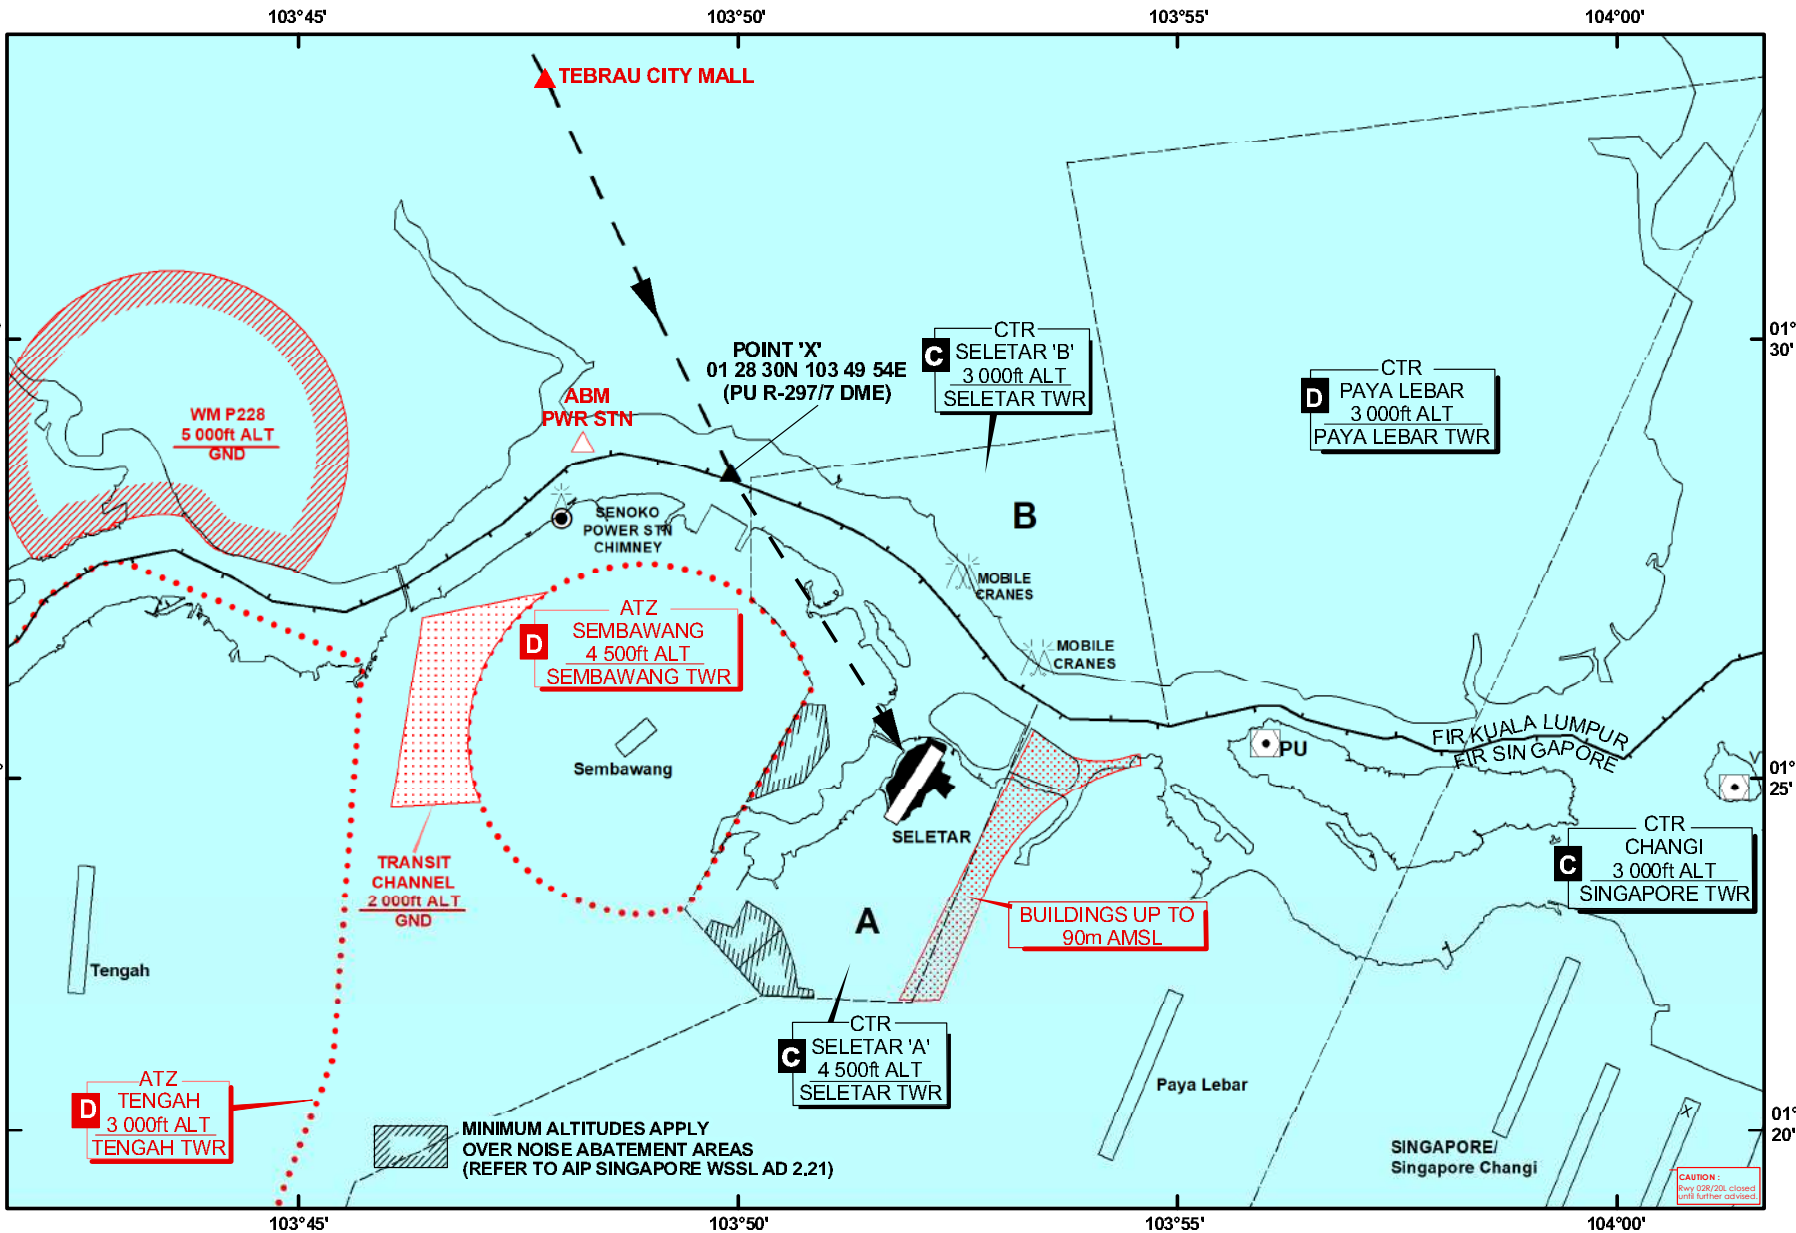 103°45'
103°50'
103°55'
104°00'
TEBRAU CITY MALL
POINT 'X'
01 28 30N 103 49 54E
(PU R-297/7 DME)
CTR
C
SELETAR 'B'
3 000ft ALT
SELETAR TWR
01°
30'
CTR
D
PAYA LEBAR
3 000ft ALT
PAYA LEBAR TWR
ABM
PWR STN
WM P228
5 000ft ALT
GND
SENOKO
POWER STN
CHIMNEY
B
MOBILE
CRANES
MOBILE
CRANES
ATZ
D
SEMBAWANG
4 500ft ALT
SEMBAWANG TWR
Sembawang
FIR KUALA LUMPUR
FIR SINGAPORE
PU
V
01°
25'
SELETAR
TRANSIT
CHANNEL
2 000ft ALT
GND
CTR
C
CHANGI
3 000ft ALT
SINGAPORE TWR
A
BUILDINGS UP TO
90m AMSL
Tengah
CTR
C
SELETAR 'A'
4 500ft ALT
SELETAR TWR
Paya Lebar
ATZ
D
TENGAH
3 000ft ALT
TENGAH TWR
MINIMUM ALTITUDES APPLY
OVER NOISE ABATEMENT AREAS
(REFER TO AIP SINGAPORE WSSL AD 2.21)
X
01°
20'
SINGAPORE/
Singapore Changi
CAUTION :
Rwy 02R/20L closed
until further advised.
103°45'
103°50'
103°55'
104°00'